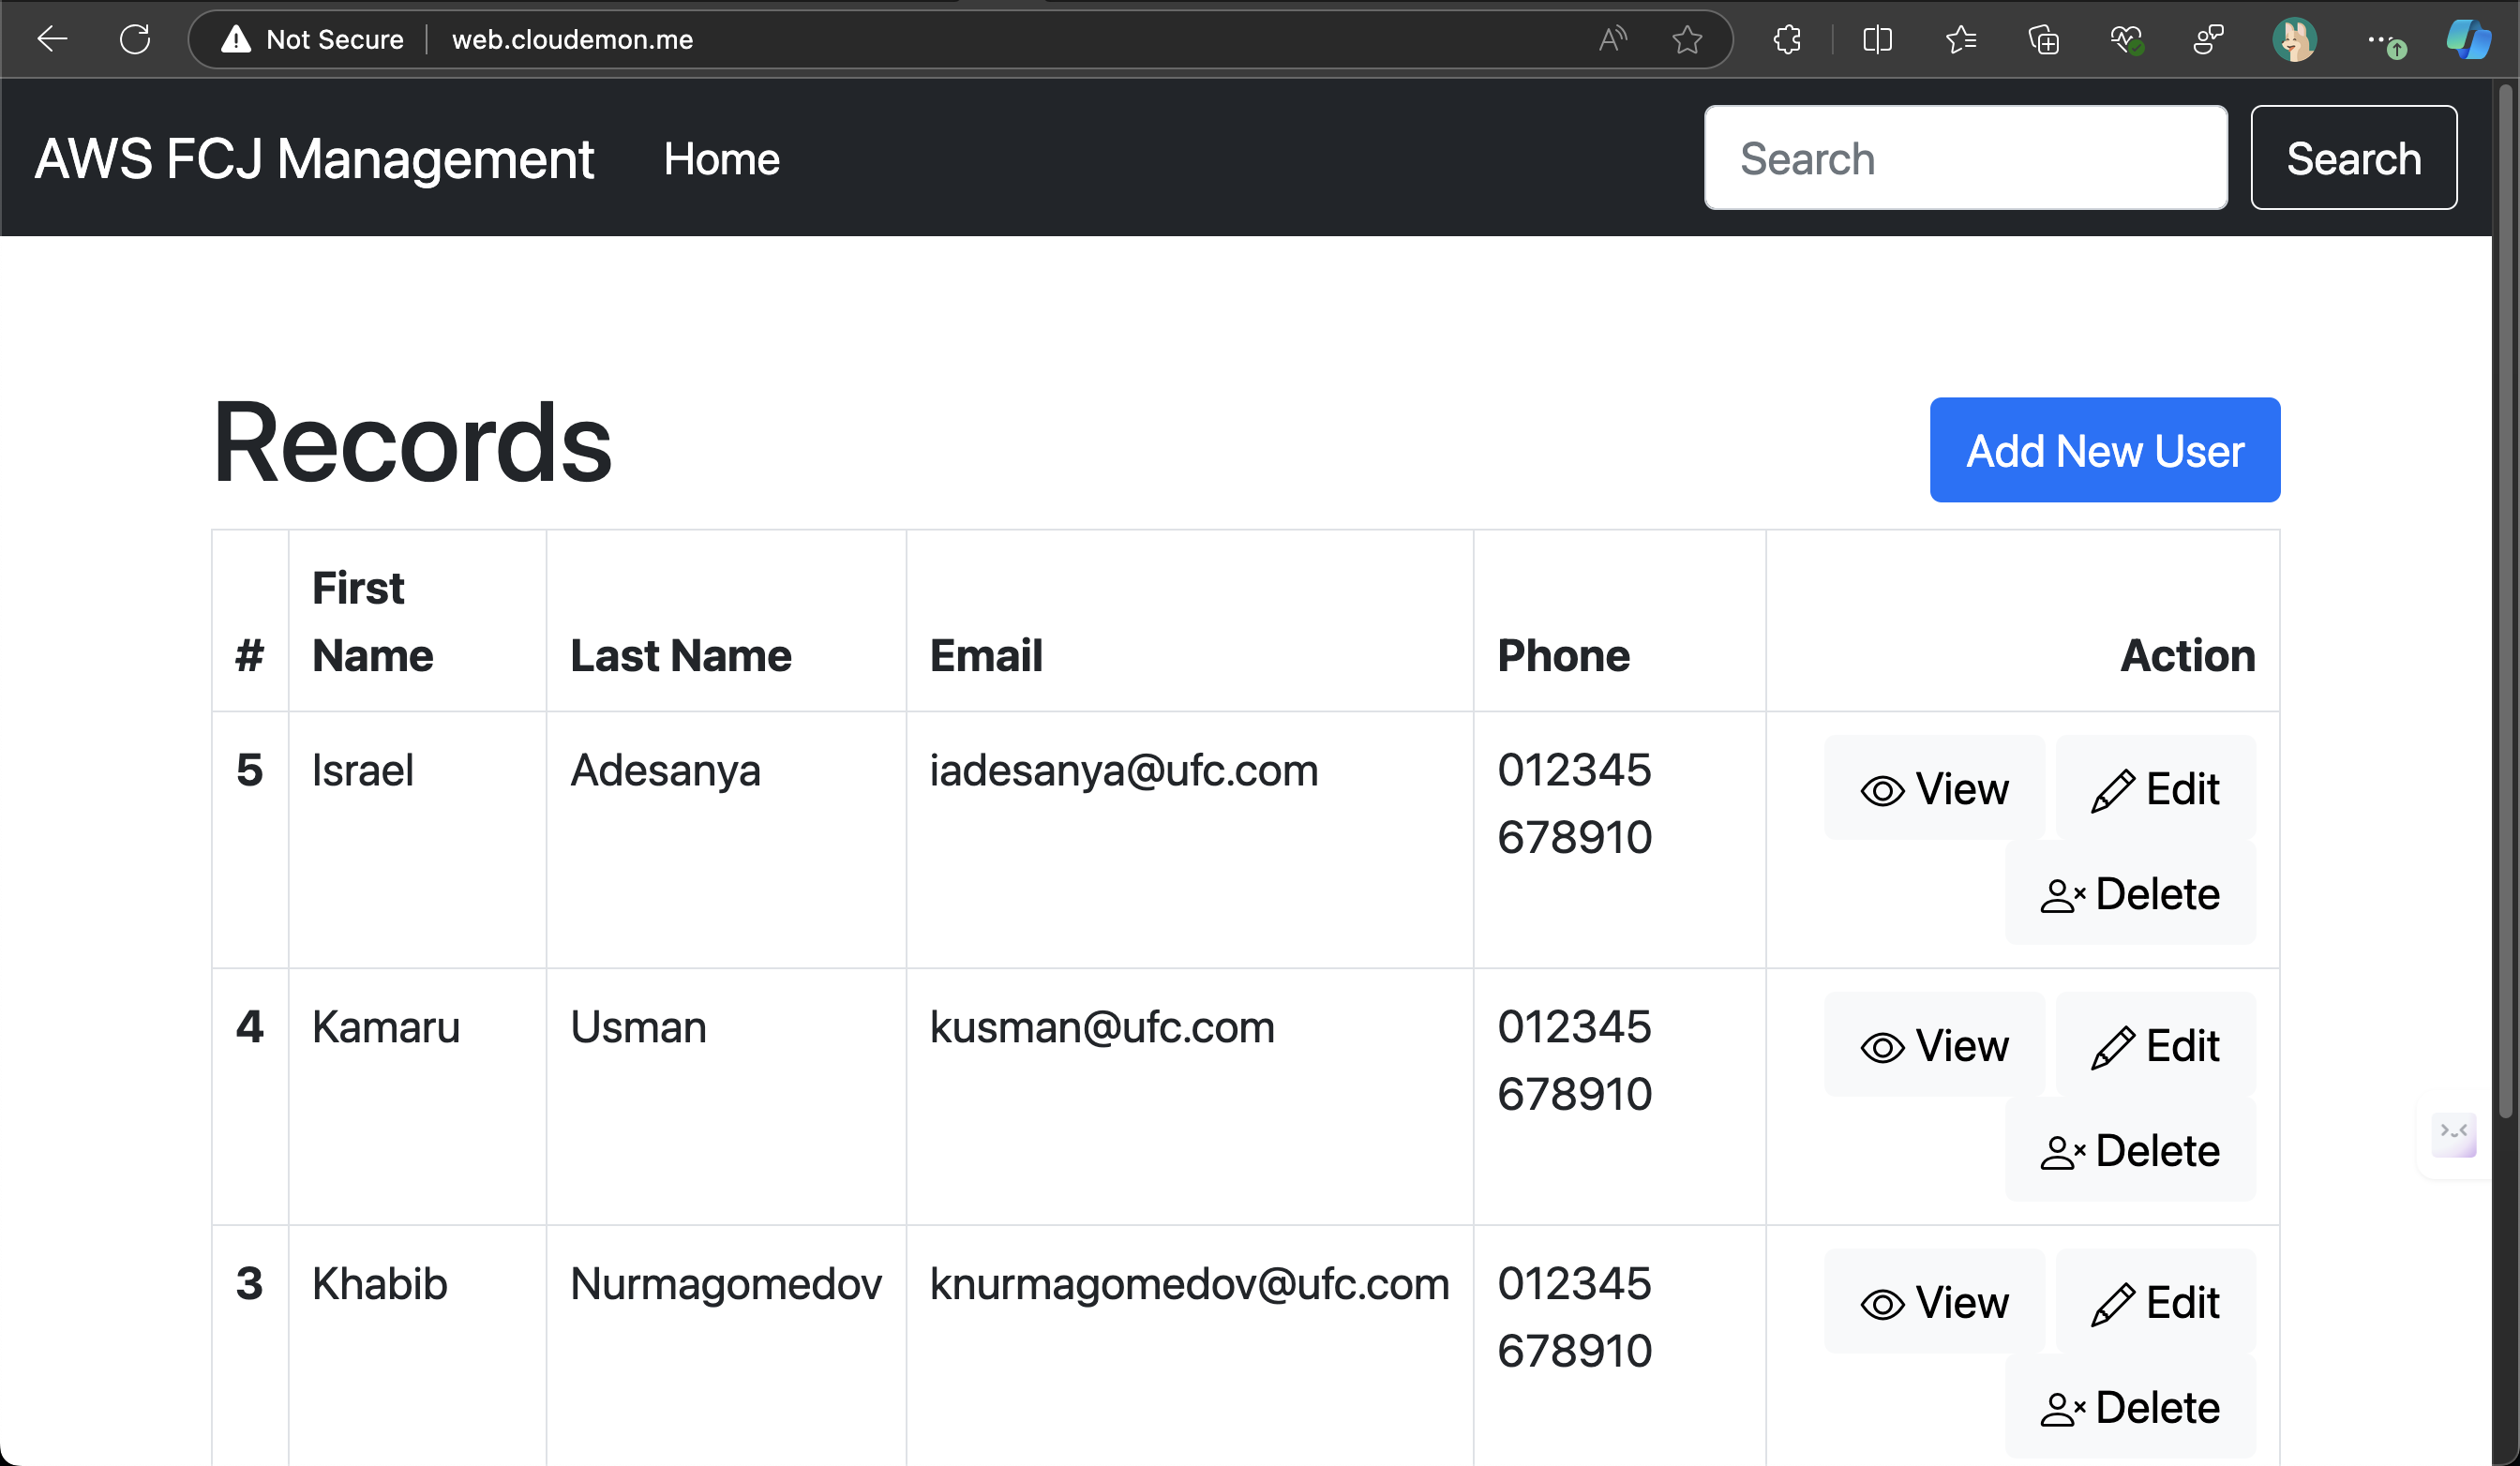 Not Secure web.cloudemon.me
AWS FCJ Management Home Search Search
Records Add New User
# First Name Last Name Email Phone Action
5 Israel Adesanya iadesanya@ufc.com 012345 View Edit
678910
Delete
4 Kamaru Usman kusman@ufc.com 012345 View Edit
678910
Delete
3 Khabib Nurmagomedov knurmagomedov@ufc.com 012345 View Edit
678910
Delete